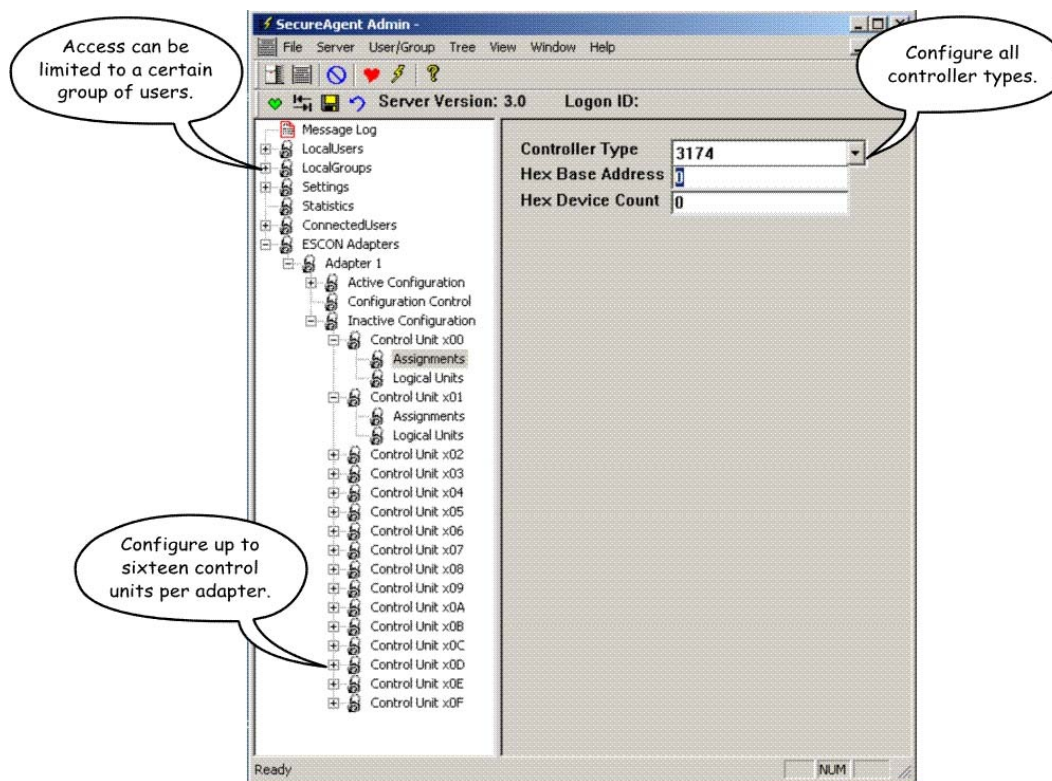 SecureAgent Admin -
File Server User/Group Tree View Window Help
Server Version: 3.0 Logon ID:
Access can be
limited to a certain
group of users.
Configure all
controller types.
Message Log
LocalUsers
LocalGroups
Settings
Statistics
ConnectedUsers
ESCON Adapters
Adapter 1
Active Configuration
Configuration Control
Inactive Configuration
Control Unit x00
Assignments
Logical Units
Control Unit x01
Assignments
Logical Units
Control Unit x02
Control Unit x03
Control Unit x04
Control Unit x05
Control Unit x06
Control Unit x07
Control Unit x08
Control Unit x09
Control Unit x0A
Control Unit x0B
Control Unit x0C
Control Unit x0D
Control Unit x0E
Control Unit x0F
Configure up to
sixteen control
units per adapter.
Controller Type 3174
Hex Base Address 0
Hex Device Count 0
Ready NUM